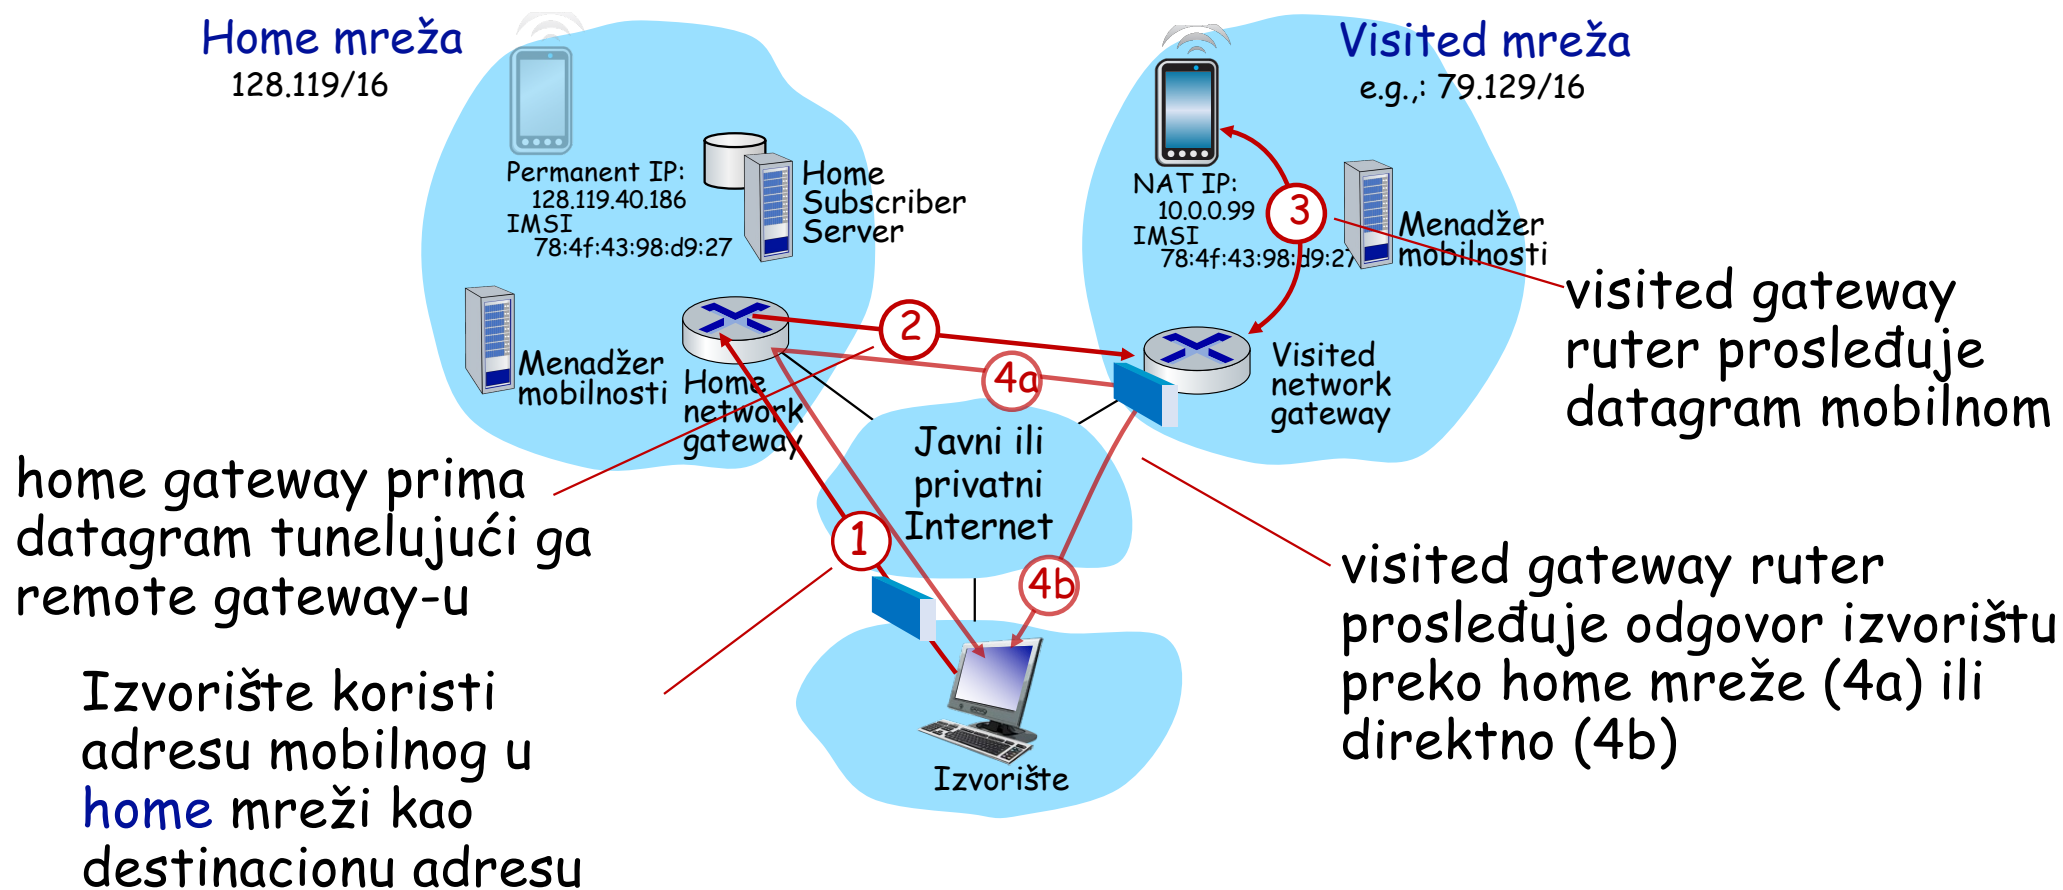 Home mreža
128.119/16
Visited mreža
e.g.,: 79.129/16
Permanent IP:
128.119.40.186
IMSI
78:4f:43:98:d9:27
Home
Subscriber
Server
Menadžer
mobilnosti
Home
network
gateway
NAT IP:
10.0.0.99
IMSI
78:4f:43:98:d9:27
Menadžer
mobilnosti
Visited
network
gateway
1
2
3
4a
4b
Javni ili
privatni
Internet
Izvorište
visited gateway
ruter prosleđuje
datagram mobilnom
home gateway prima
datagram tunelujući ga
remote gateway-u
visited gateway ruter
prosleđuje odgovor izvorištu
preko home mreže (4a) ili
direktno (4b)
Izvorište koristi
adresu mobilnog u
home mreži kao
destinacionu adresu